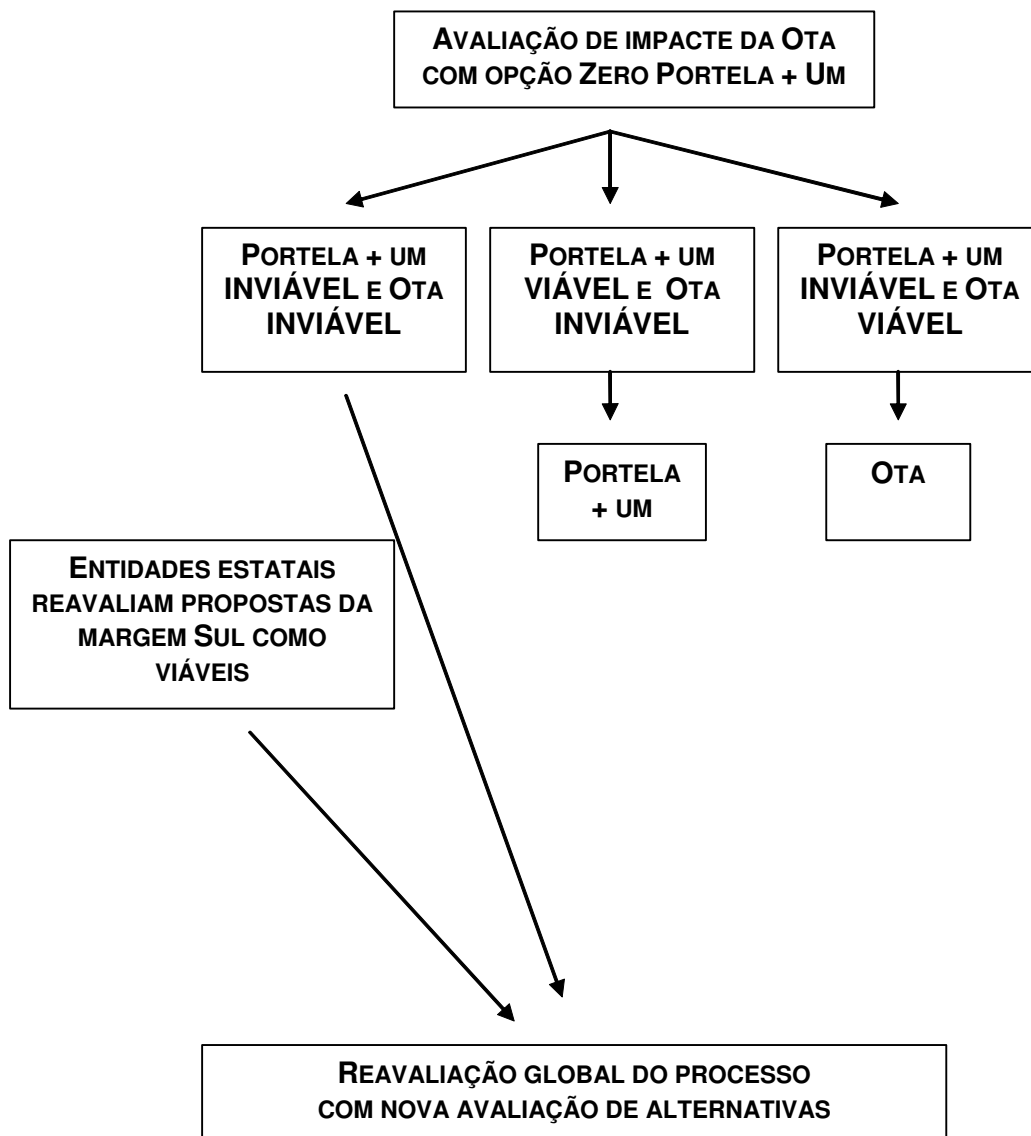 AVALIAÇÃO DE IMPACTE DA OTA
COM OPÇÃO ZERO PORTELA + UM
PORTELA + UM
INVIÁVEL E OTA
INVIÁVEL
PORTELA + UM
VIÁVEL E OTA
INVIÁVEL
PORTELA + UM
INVIÁVEL E OTA
VIÁVEL
PORTELA
+ UM
OTA
ENTIDADES ESTATAIS
REAVALIAM PROPOSTAS DA
MARGEM SUL COMO
VIÁVEIS
REAVALIAÇÃO GLOBAL DO PROCESSO
COM NOVA AVALIAÇÃO DE ALTERNATIVAS